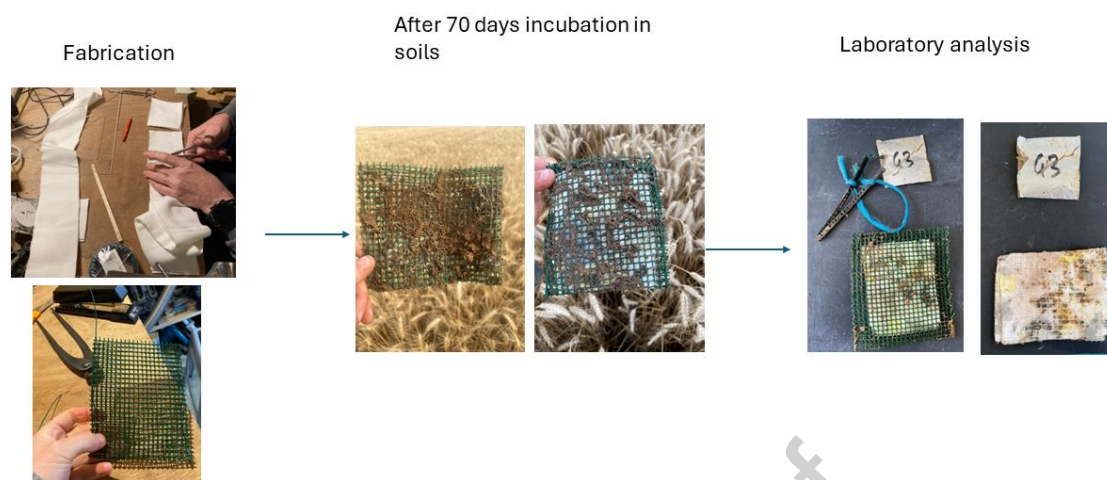 Fabrication
After 70 days incubation in
soils
Laboratory analysis
G3
G3